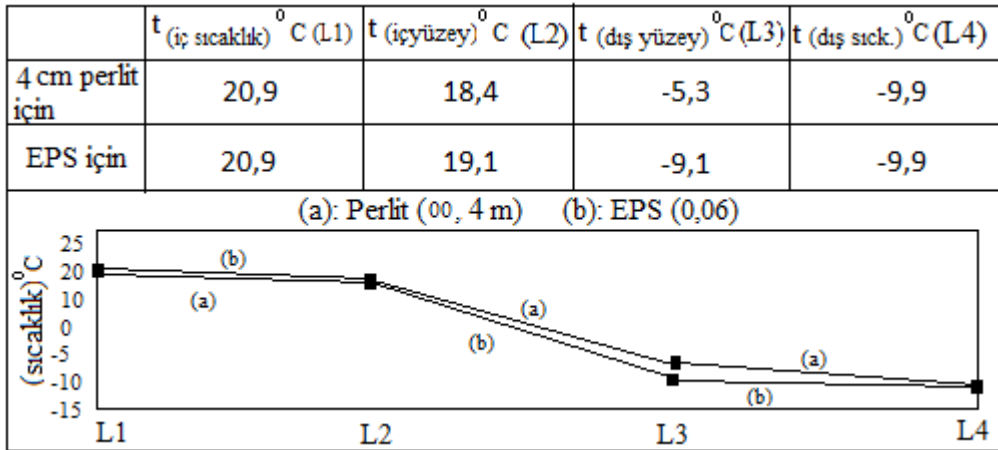 t (iç sıcaklık) ⁰C (L1) t (içyüzey) ⁰C (L2) t (dış yüzey) ⁰C (L3) t (dış sıck.) ⁰C (L4)
4 cm perlit için 20,9 18,4 -5,3 -9,9
EPS için 20,9 19,1 -9,1 -9,9
(a): Perlit (00, 4 m) (b): EPS (0,06)
(sıcaklık) ⁰C
25
20
10
0
-5
-10
-15
(b)
(a)
(a)
(b)
(a)
(b)
L1 L2 L3 L4